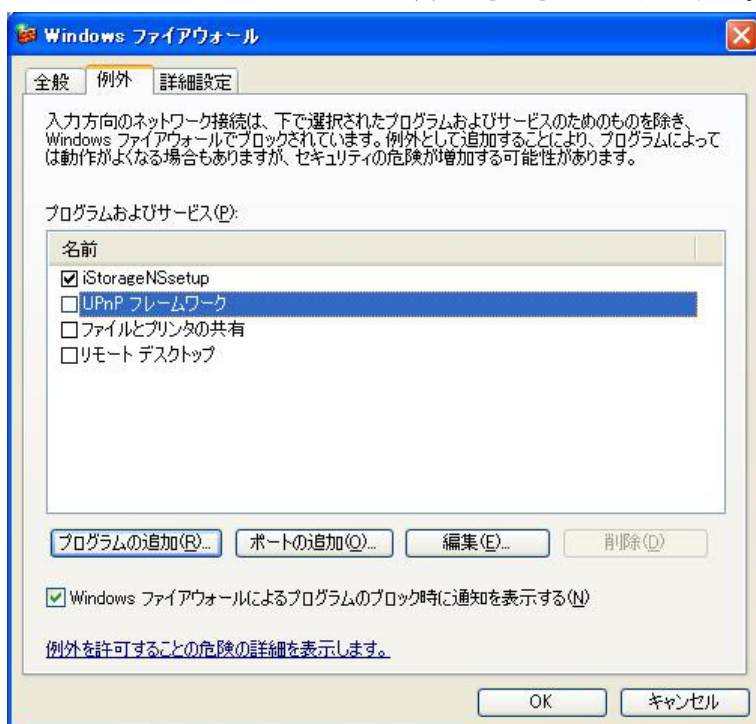 Windows ファイアウォール
全般 例外 詳細設定
入力方向のネットワーク接続は、下で選択されたプログラムおよびサービスのためのものを除き、
Windows ファイアウォールでブロックされています。例外として追加することにより、プログラムによって
は動作がよくなる場合もありますが、セキュリティの危険が増加する可能性があります。
プログラムおよびサービス(P):
名前
iStorageNSsetup
UPnP フレームワーク
ファイルとプリンタの共有
リモート デスクトップ
プログラムの追加(R)... ポートの追加(O)... 編集(E)... 削除(D)
Windows ファイアウォールによるプログラムのブロック時に通知を表示する(N)
例外を許可することの危険の詳細を表示します。
OK キャンセル